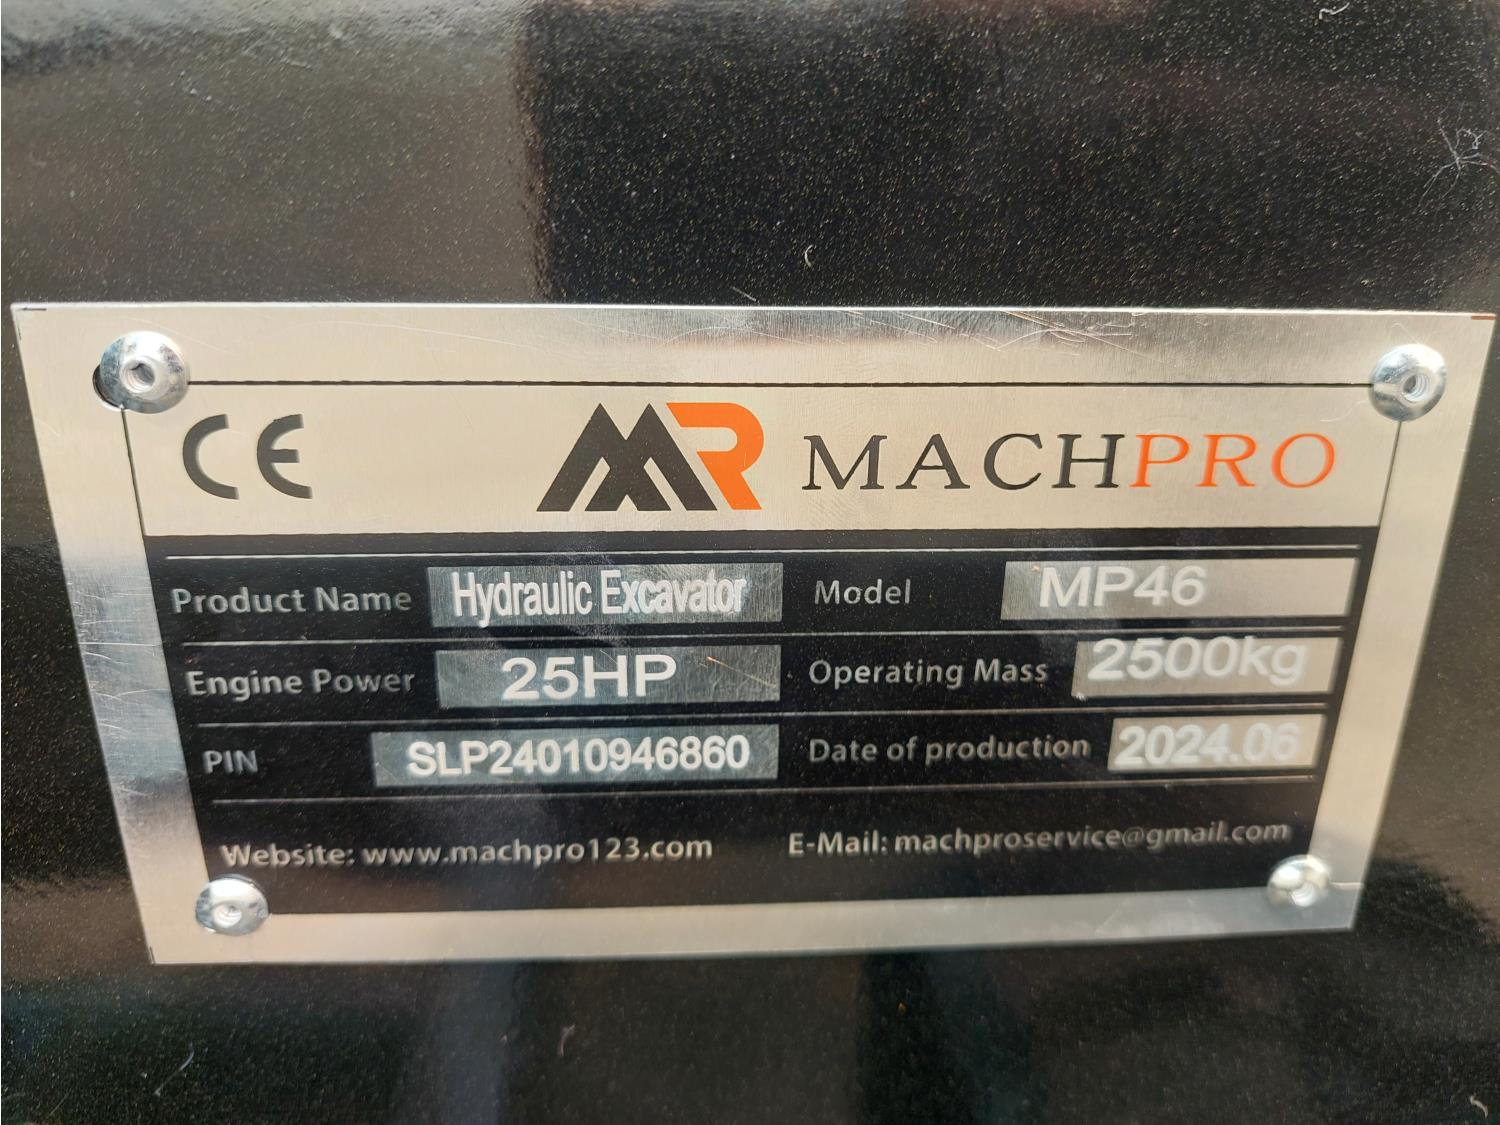 CE MR MACHPRO
Product Name Hydraulic Excavator Model MP46
Engine Power 25HP Operating Mass 2500kg
PIN SLP24010946860 Date of production 2024.06
Website: www.machpro123.com E-Mail: machproservice@gmail.com